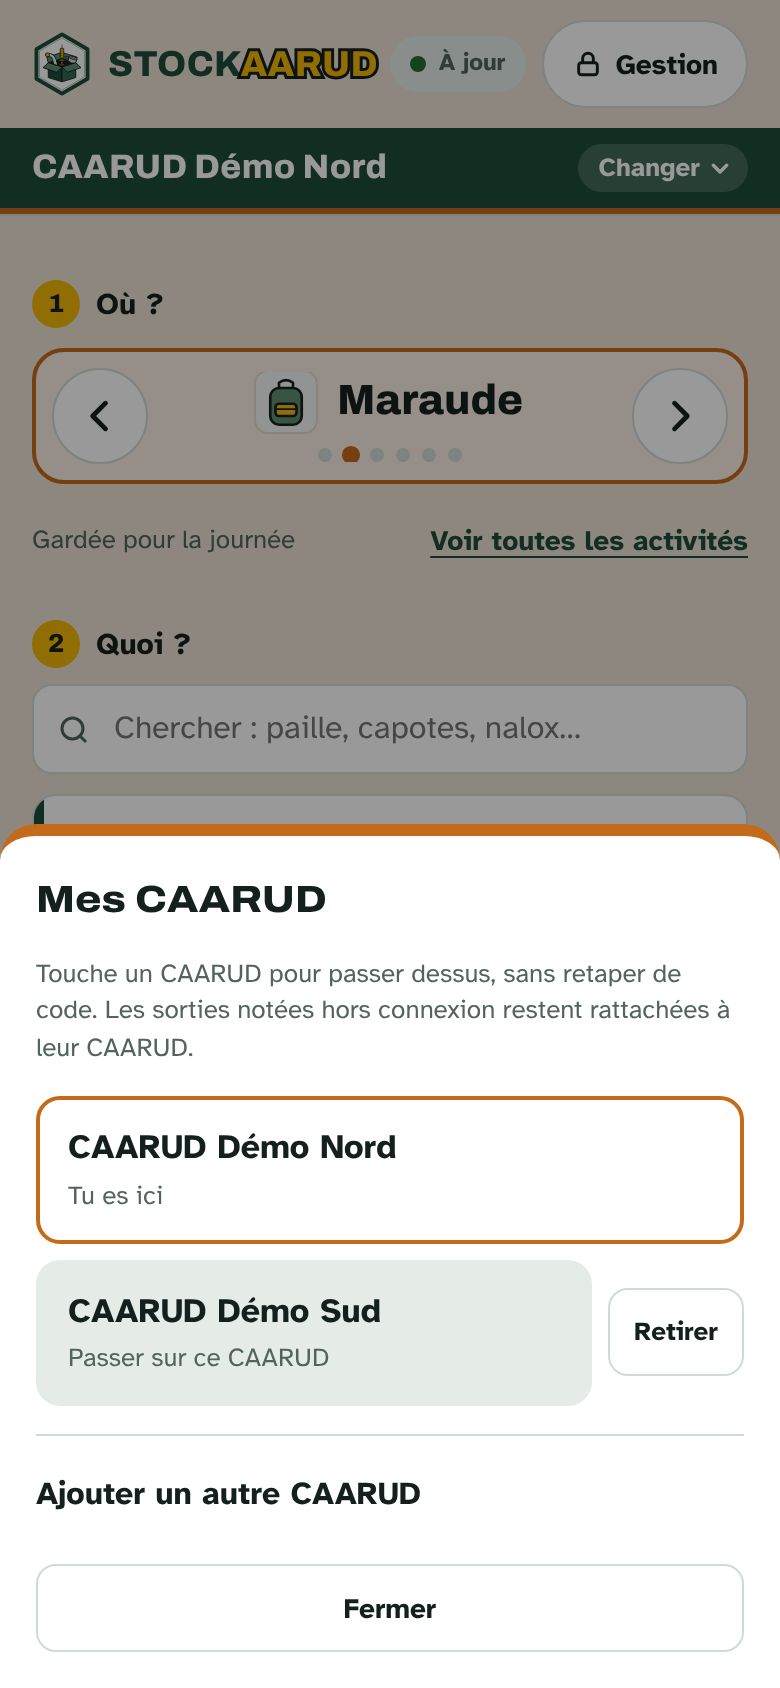 STOCKAARUD
À jour
Gestion
CAARUD Démo Nord
Changer
1 Où ?
Maraude
Gardée pour la journée
Voir toutes les activités
2 Quoi ?
Chercher : paille, capotes, nalox...
Mes CAARUD
Touche un CAARUD pour passer dessus, sans retaper de
code. Les sorties notées hors connexion restent rattachées à
leur CAARUD.
CAARUD Démo Nord
Tu es ici
CAARUD Démo Sud
Passer sur ce CAARUD
Retirer
Ajouter un autre CAARUD
Fermer